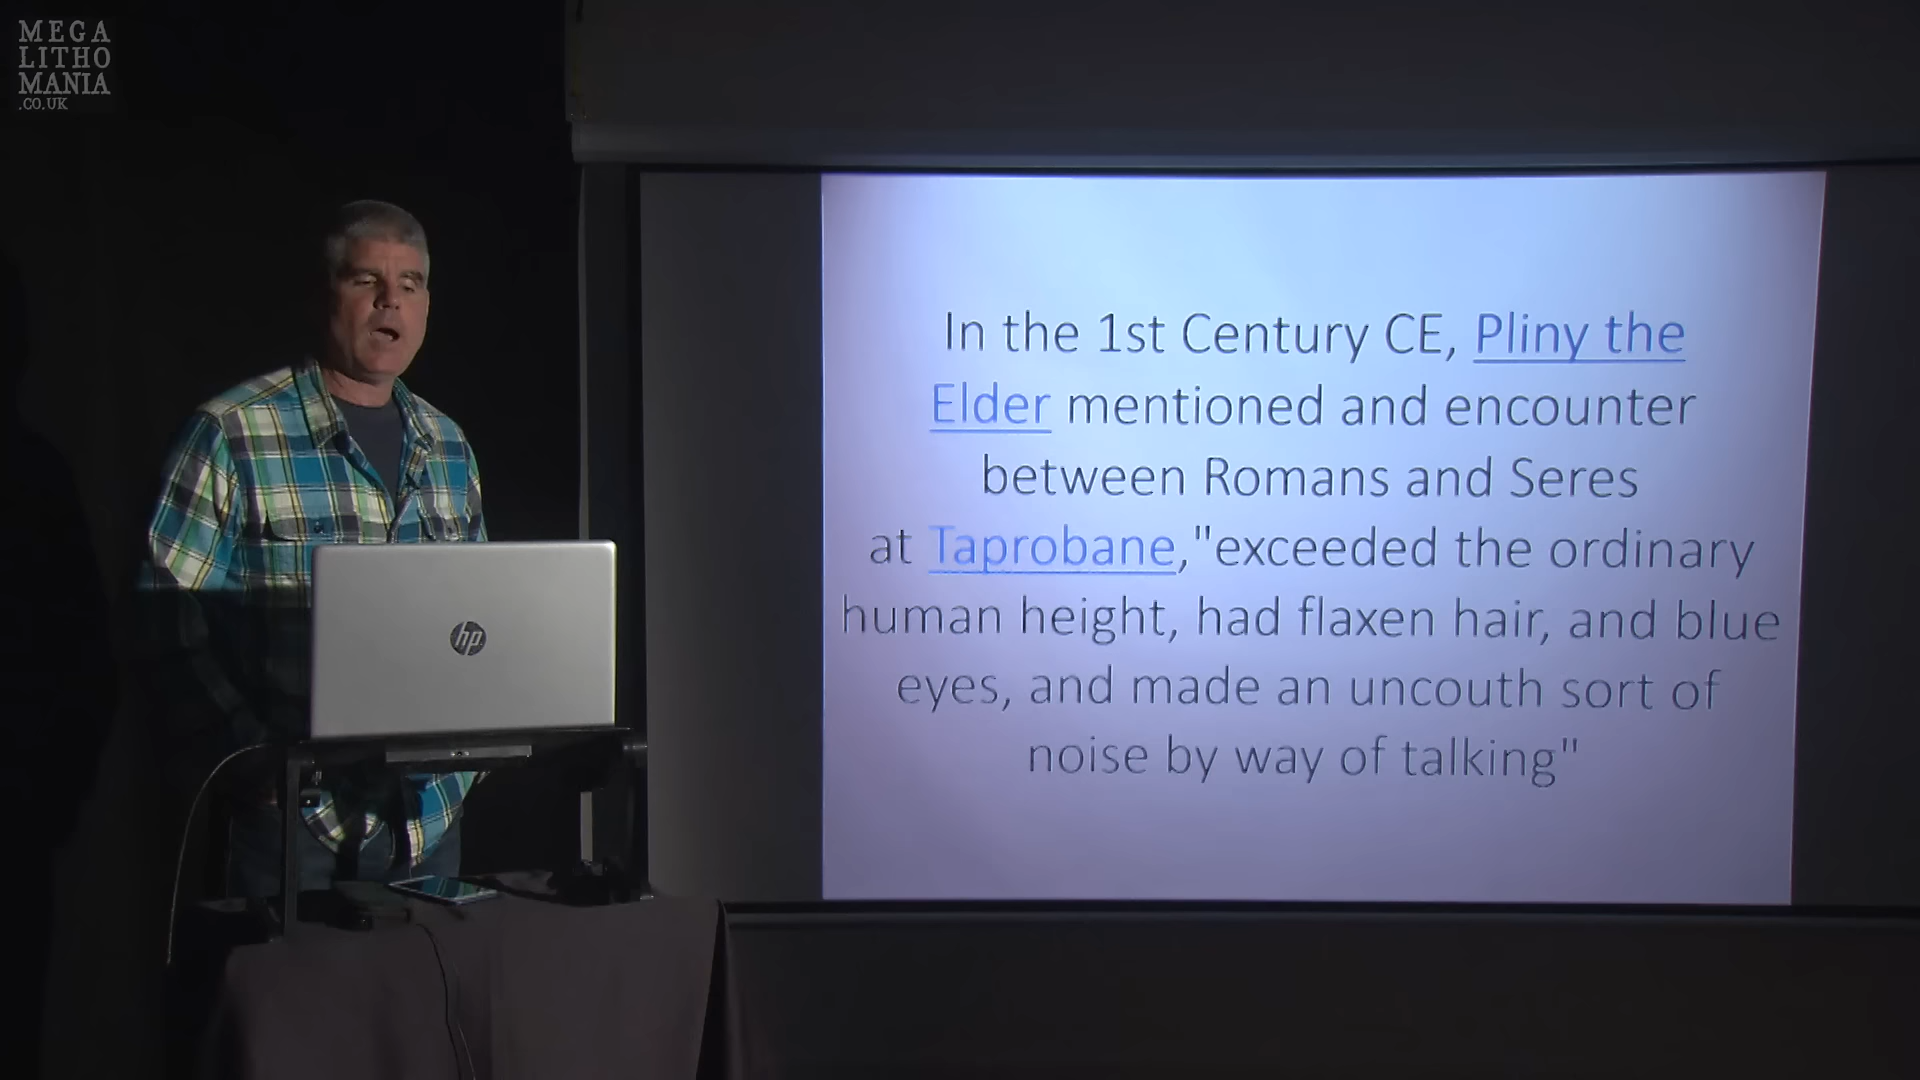 MEGA
LITHO
MANIA
.CO.UK
In the 1st Century CE, Pliny the
Elder mentioned and encounter
between Romans and Seres
at Taprobane,"exceeded the ordinary
human height, had flaxen hair, and blue
eyes, and made an uncouth sort of
noise by way of talking"
hp